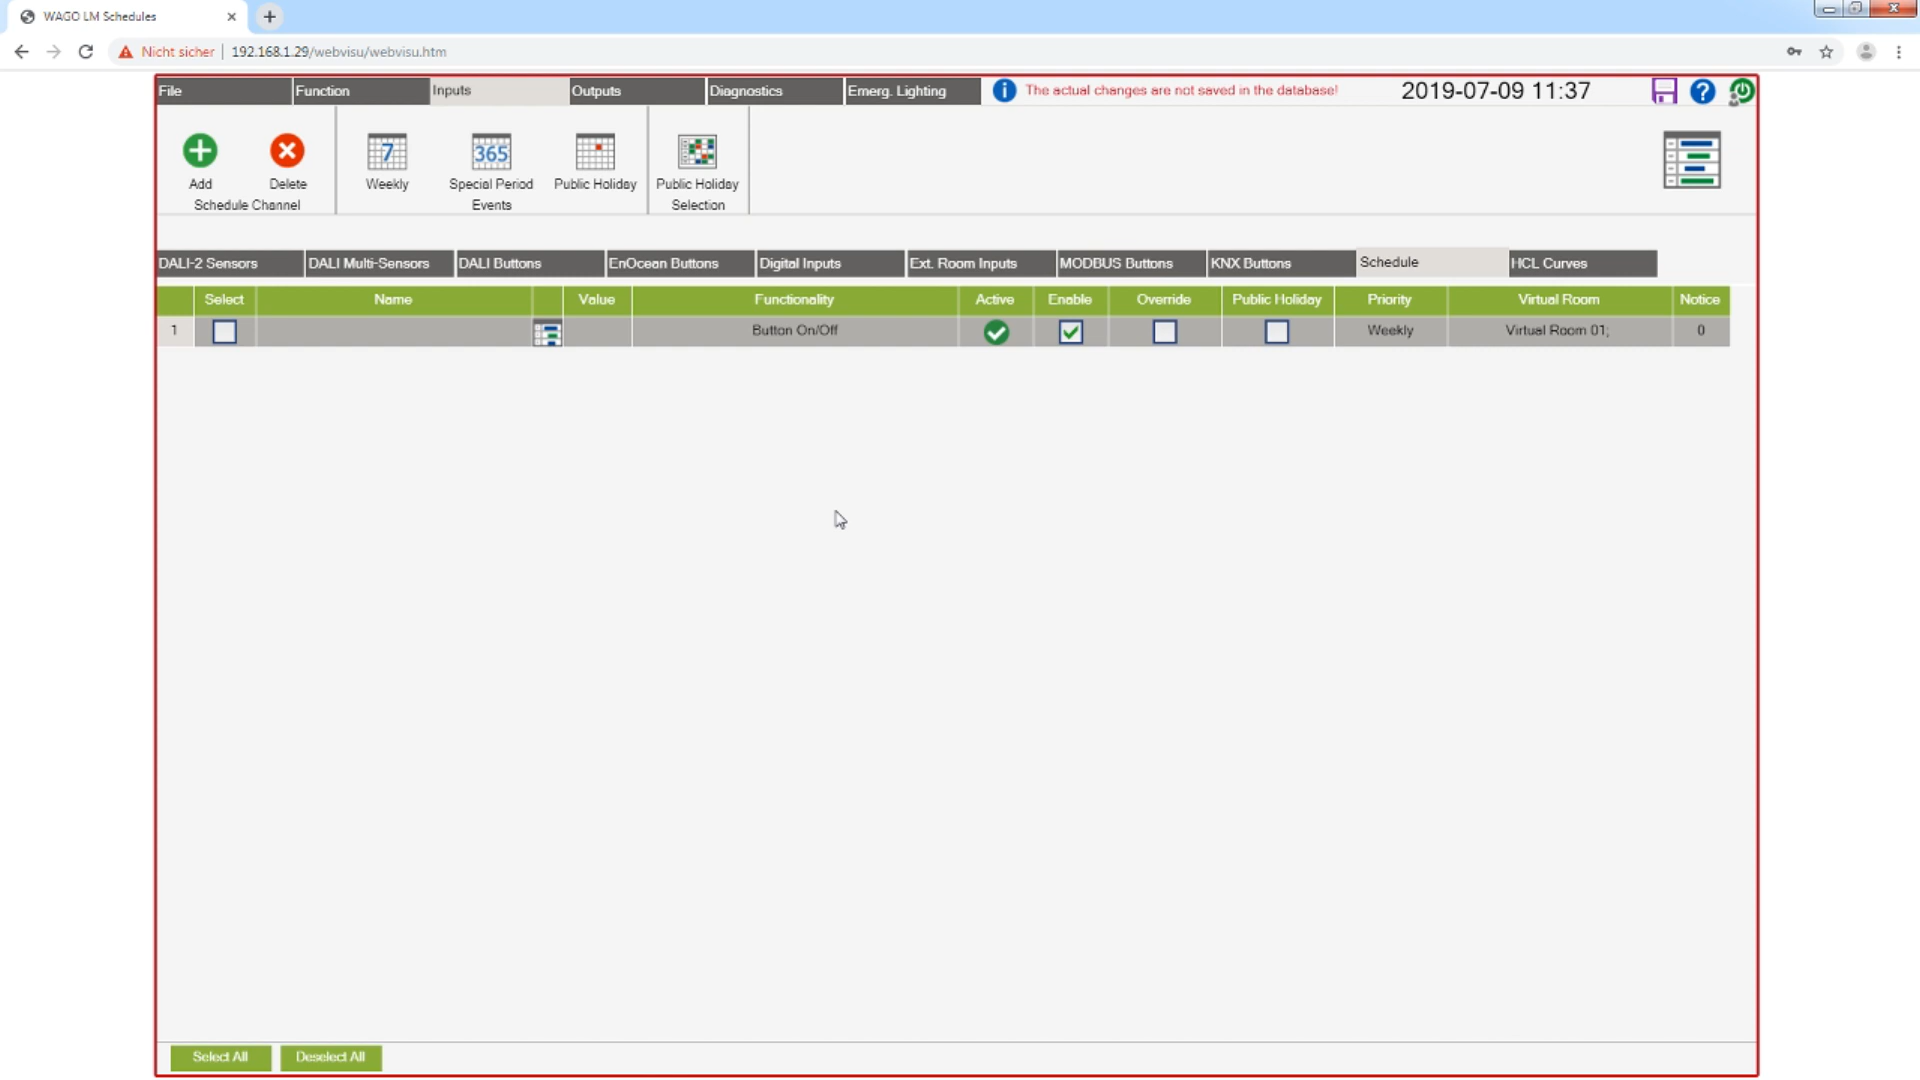 WAGO LM Schedules
Nicht sicher 192.168.1.29/webvisu/webvisu.htm
File Function Inputs Outputs Diagnostics Emerg. Lighting The actual changes are not saved in the database! 2019-07-09 11:37
7 365
Add Delete Weekly Special Period Public Holiday Public Holiday
Schedule Channel Events Selection
DALI-2 Sensors DALI Multi-Sensors DALI Buttons EnOcean Buttons Digital Inputs Ext. Room Inputs MODBUS Buttons KNX Buttons Schedule HCL Curves
Select Name Value Functionality Active Enable Override Public Holiday Priority Virtual Room Notice
1 Button On/Off Weekly Virtual Room 01; 0
Select All Deselect All